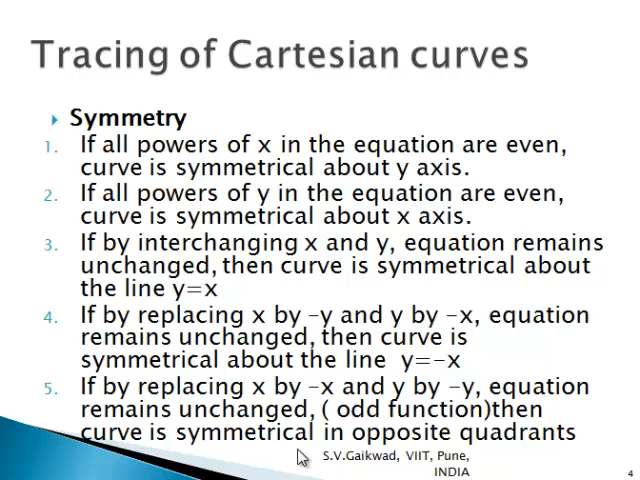 Tracing of Cartesian curves
Symmetry
1. If all powers of x in the equation are even,
curve is symmetrical about y axis.
2. If all powers of y in the equation are even,
curve is symmetrical about x axis.
3. If by interchanging x and y, equation remains
unchanged, then curve is symmetrical about
the line y=x
4. If by replacing x by –y and y by –x, equation
remains unchanged, then curve is
symmetrical about the line y=-x
5. If by replacing x by –x and y by –y, equation
remains unchanged, ( odd function)then
curve is symmetrical in opposite quadrants
S.V.Gaikwad, VIIT, Pune,
INDIA
4